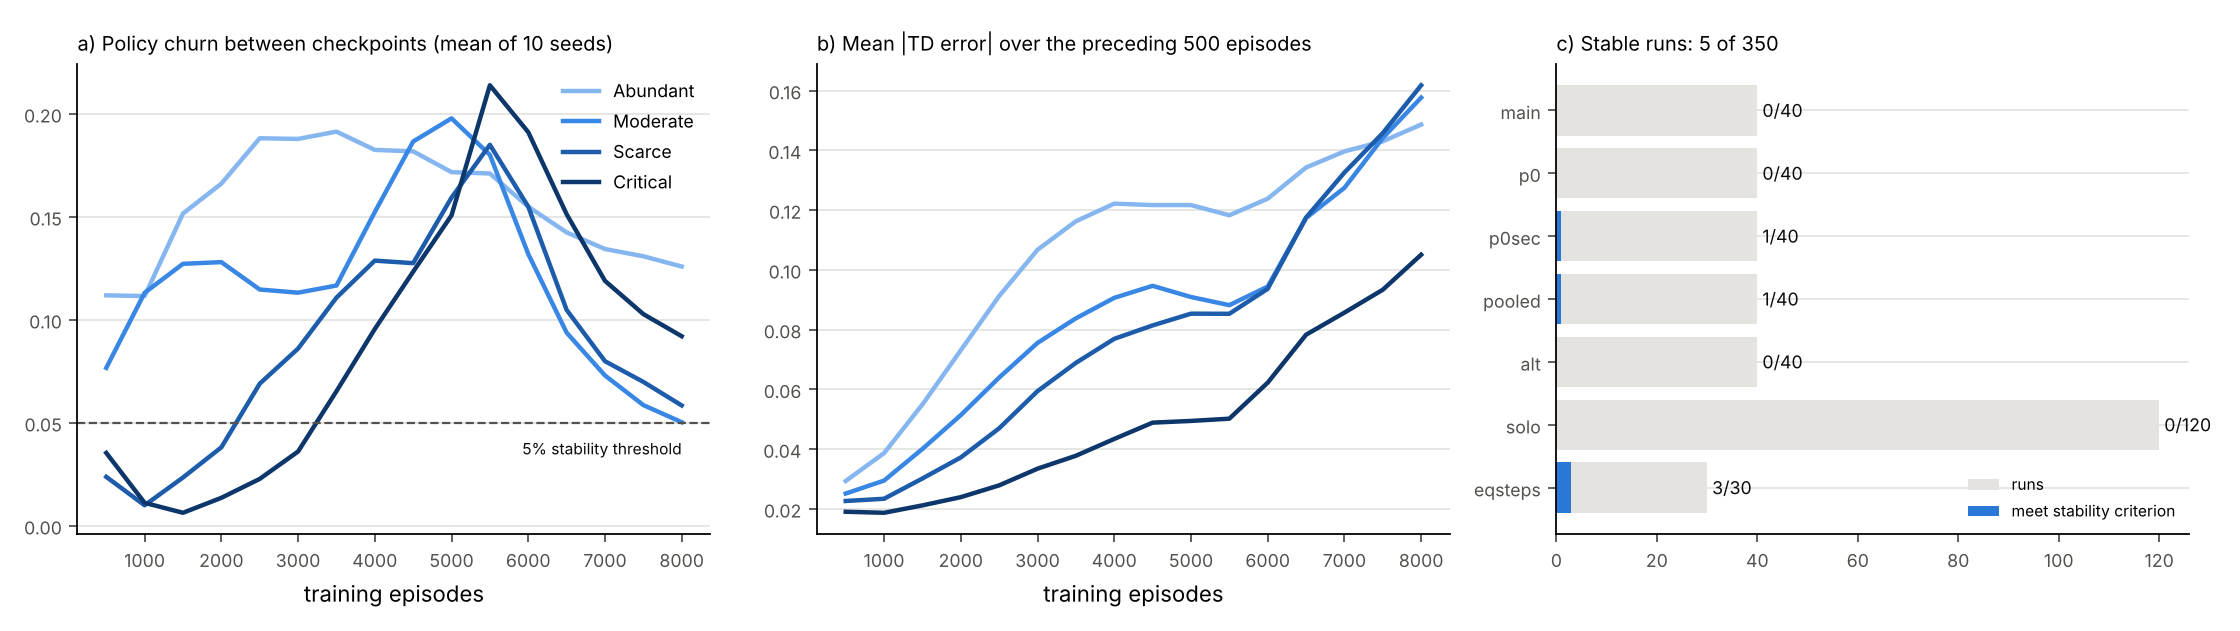 a) Policy churn between checkpoints (mean of 10 seeds)
0.20
0.15
0.10
0.05
0.00
Abundant
Moderate
Scarce
Critical
5% stability threshold
1000 2000 3000 4000 5000 6000 7000 8000
training episodes
b) Mean |TD error| over the preceding 500 episodes
0.16
0.14
0.12
0.10
0.08
0.06
0.04
0.02
1000 2000 3000 4000 5000 6000 7000 8000
training episodes
c) Stable runs: 5 of 350
main 0/40
p0 0/40
p0sec 1/40
pooled 1/40
alt 0/40
solo 0/120
eqsteps 3/30
runs
meet stability criterion
0 20 40 60 80 100 120